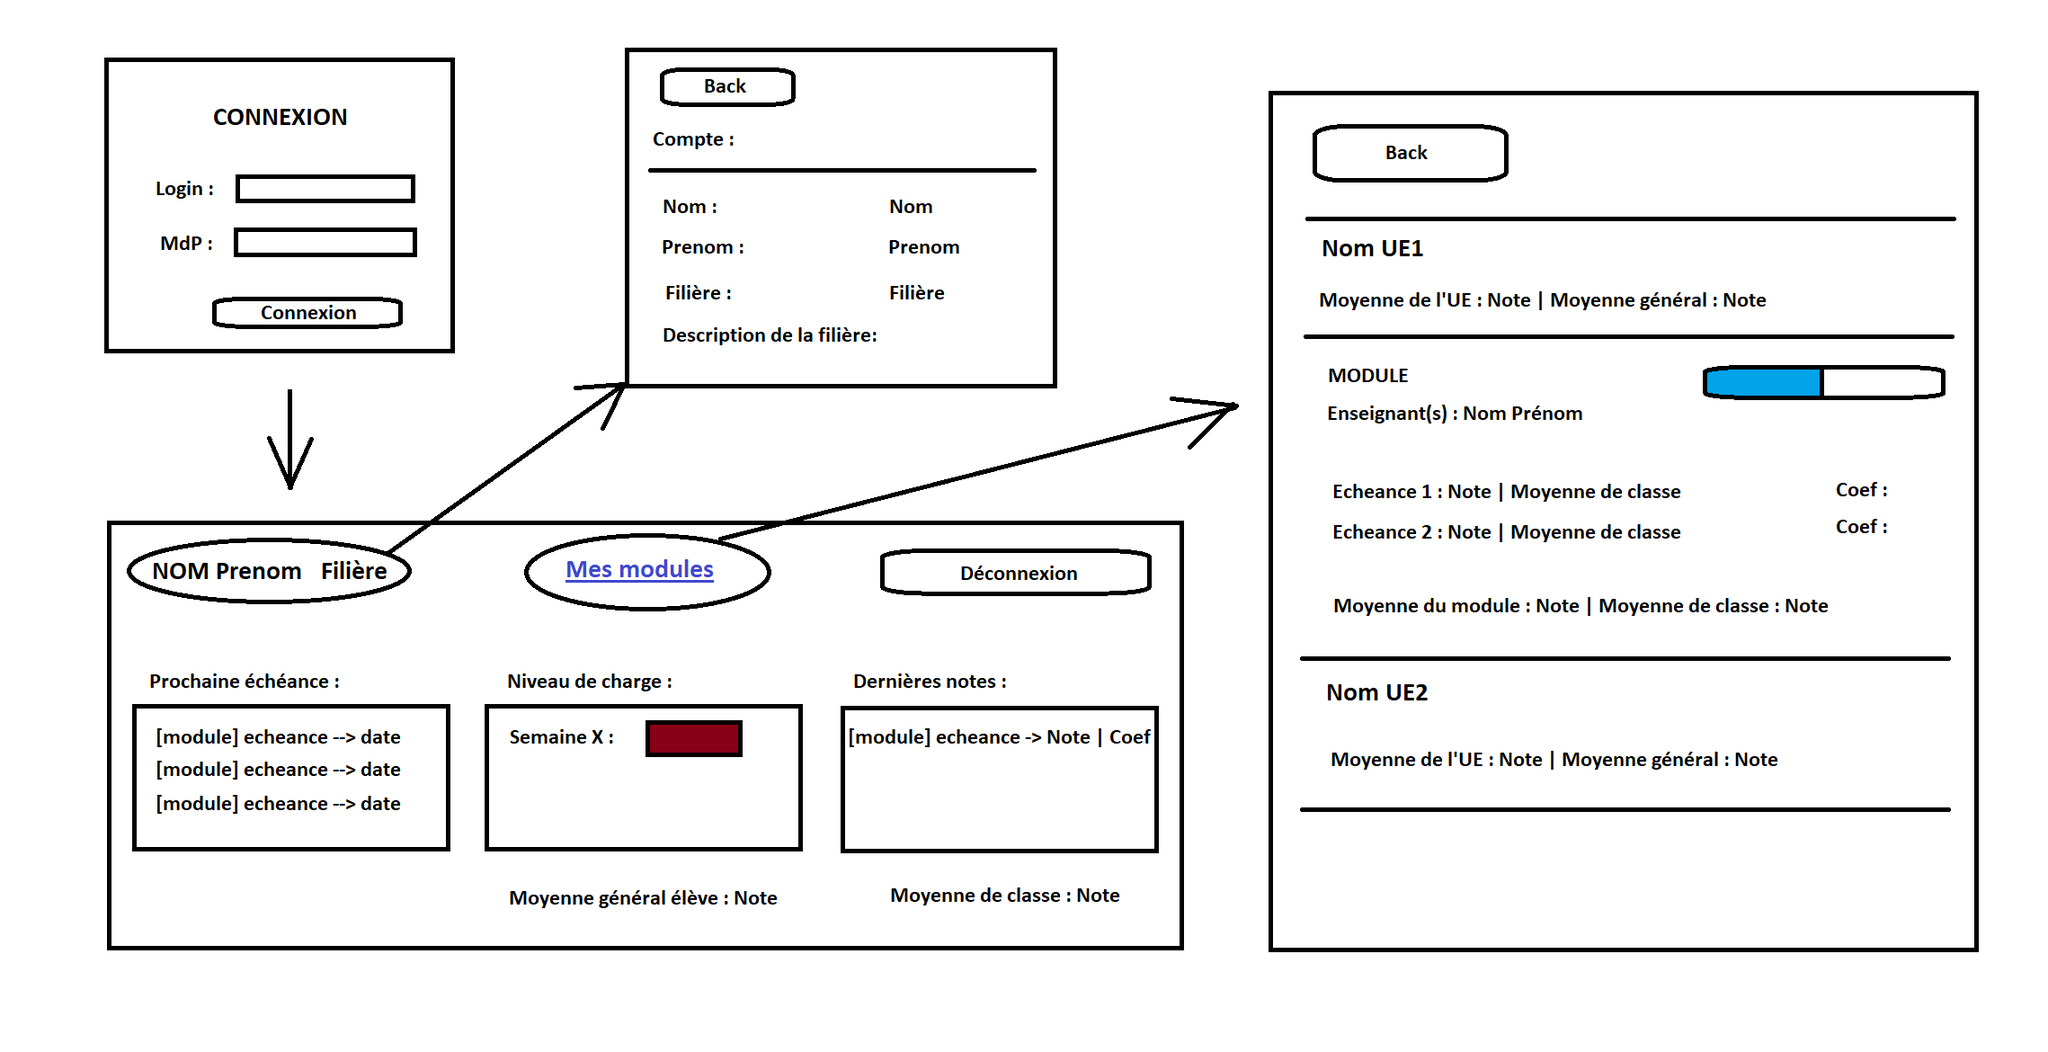 CONNEXION
Login :
MdP :
Connexion
Back
Compte :
Nom : Nom
Prenom : Prenom
Filière : Filière
Description de la filière:
NOM Prenom Filière
Mes modules
Déconnexion
Prochaine échéance :
[module] echeance --> date
[module] echeance --> date
[module] echeance --> date
Niveau de charge :
Semaine X :
Dernières notes :
[module] echeance -> Note | Coef
Moyenne général élève : Note
Moyenne de classe : Note
Back
Nom UE1
Moyenne de l'UE : Note | Moyenne général : Note
MODULE
Enseignant(s) : Nom Prénom
Echeance 1 : Note | Moyenne de classe Coef :
Echeance 2 : Note | Moyenne de classe Coef :
Moyenne du module : Note | Moyenne de classe : Note
Nom UE2
Moyenne de l'UE : Note | Moyenne général : Note